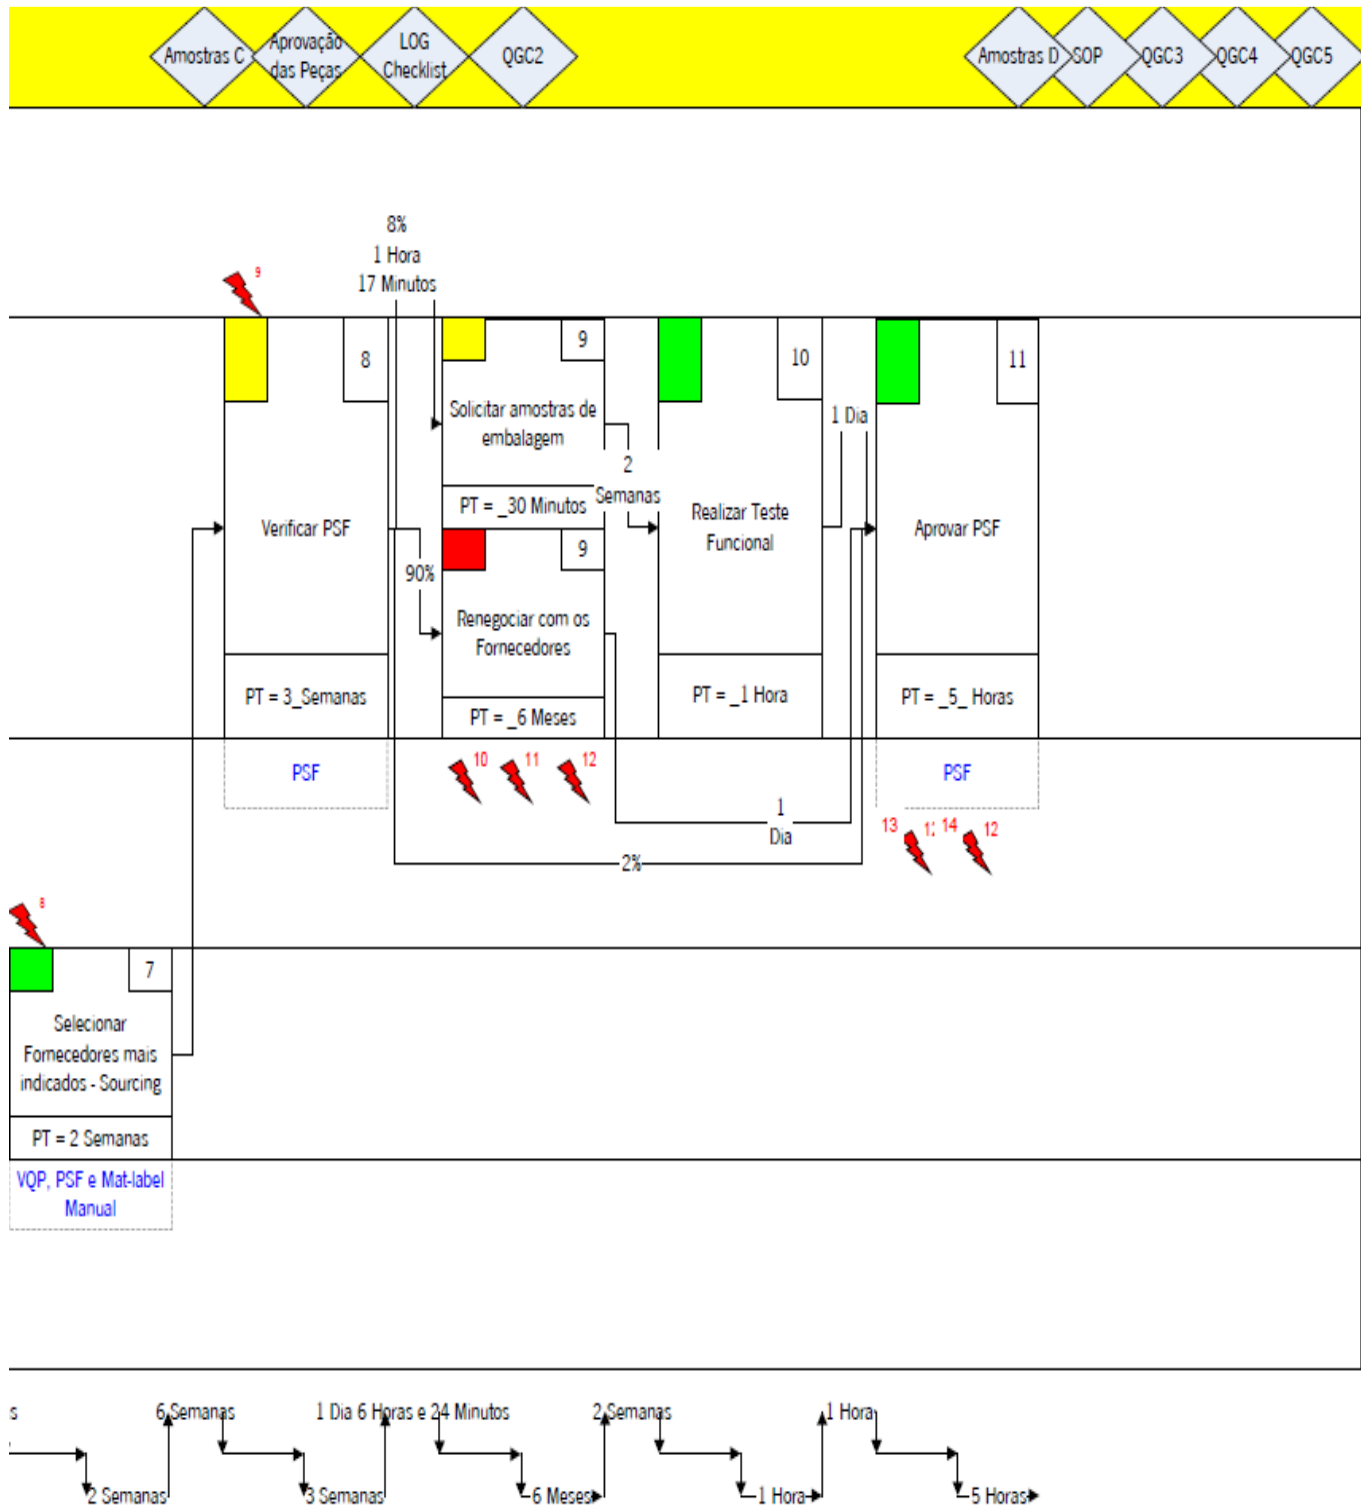 Amostras C
Aprovação
das Peças
LOG
Checklist
QGC2
Amostras D
SOP
QGC3
QGC4
QGC5
8%
1 Hora
17 Minutos
9
8
Verificar PSF
PT = 3_Semanas
PSF
90%
9
Solicitar amostras de
embalagem
PT = _30 Minutos
9
Renegociar com os
Fornecedores
PT = _6 Meses
10
11
12
2
Semanas
10
Realizar Teste
Funcional
PT = _1 Hora
1 Dia
11
Aprovar PSF
PT = _5_ Horas
PSF
1
Dia
2%
13
14
12
8
7
Selecionar
Fornecedores mais
indicados - Sourcing
PT = 2 Semanas
VQP, PSF e Mat-label
Manual
s
6 Semanas
1 Dia 6 Horas e 24 Minutos
2 Semanas
1 Hora
2 Semanas
3 Semanas
6 Meses
1 Hora
5 Horas